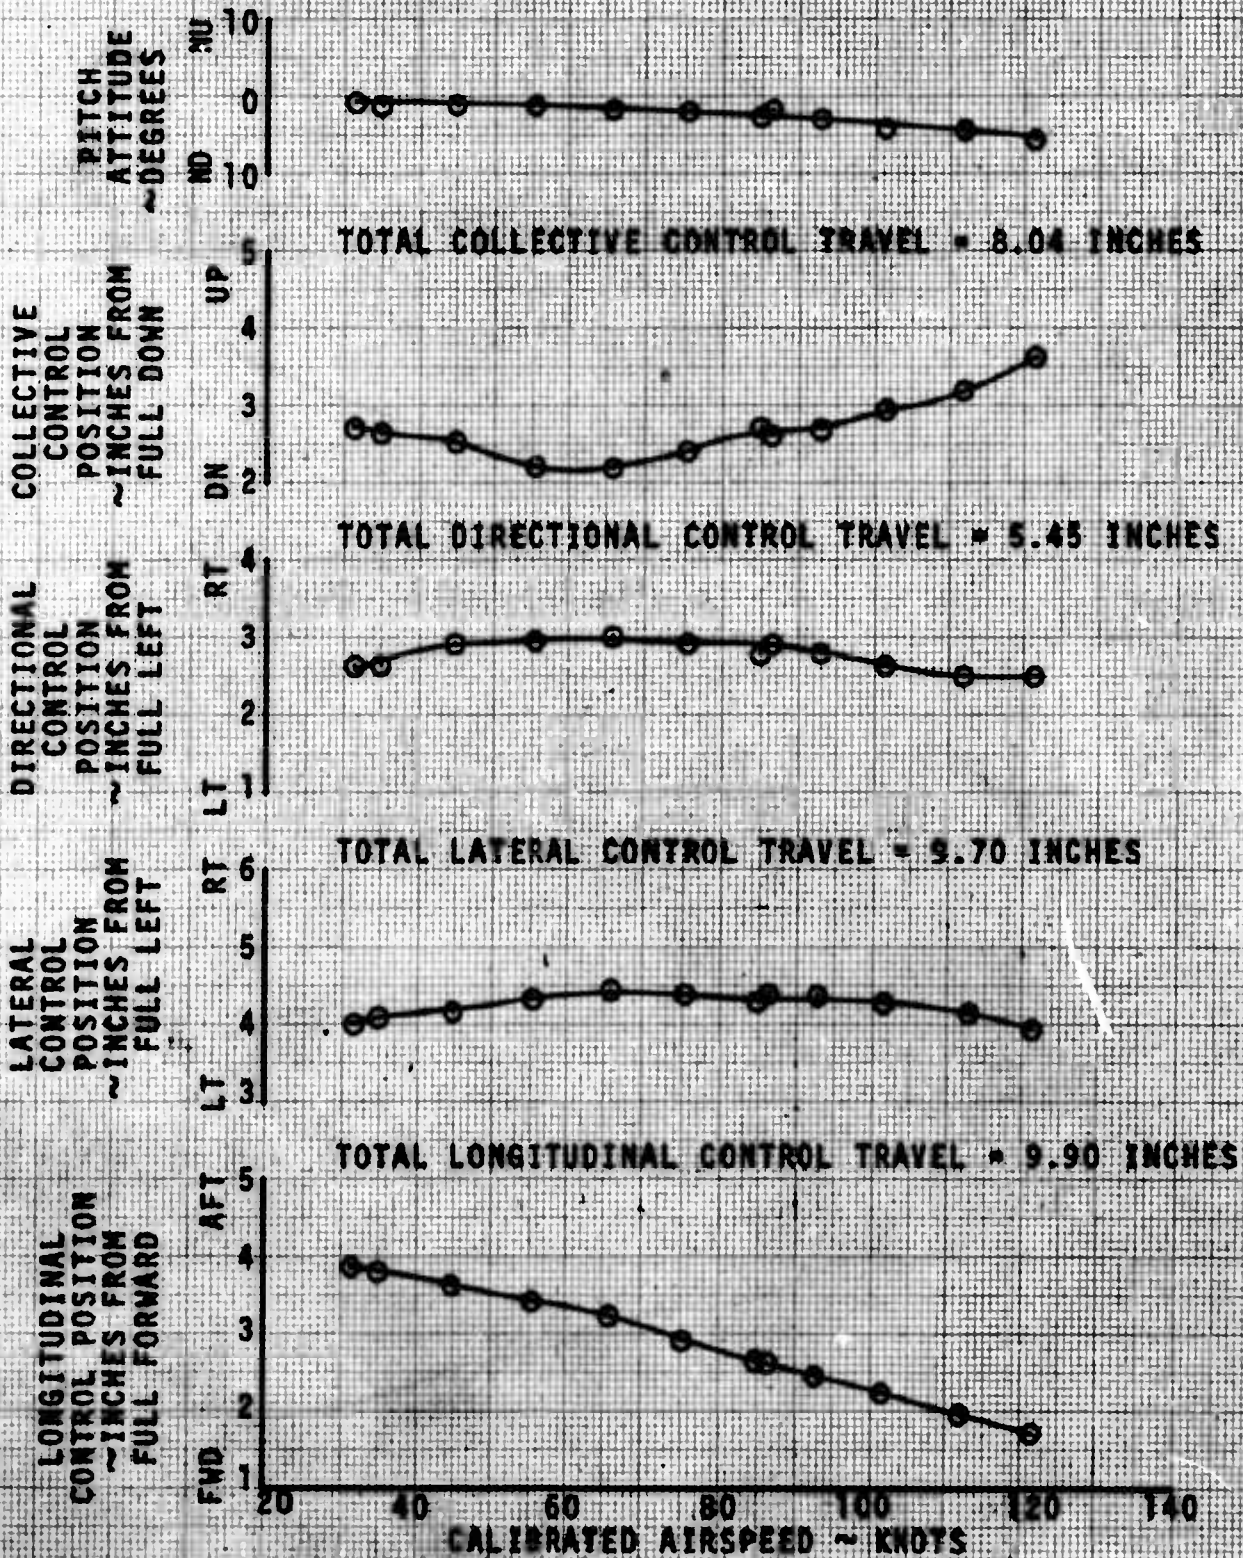 PITCH
ATTITUDE
~DEGREES
NU
ND
10
0
10
TOTAL COLLECTIVE CONTROL TRAVEL = 8.04 INCHES
COLLECTIVE
CONTROL
POSITION
~INCHES FROM
FULL DOWN
UP
DN
5
4
3
2
TOTAL DIRECTIONAL CONTROL TRAVEL = 5.45 INCHES
DIRECTIONAL
CONTROL
POSITION
~INCHES FROM
FULL LEFT
RT
LT
4
3
2
1
TOTAL LATERAL CONTROL TRAVEL = 9.70 INCHES
LATERAL
CONTROL
POSITION
~INCHES FROM
FULL LEFT
RT
LT
6
5
4
3
TOTAL LONGITUDINAL CONTROL TRAVEL = 9.90 INCHES
LONGITUDINAL
CONTROL POSITION
~INCHES FROM
FULL FORWARD
AFT
FWD
5
4
3
2
1
20 40 60 80 100 120 140
CALIBRATED AIRSPEED ~ KNOTS